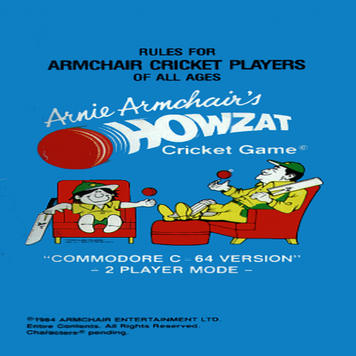 RULES FOR
ARMCHAIR CRICKET PLAYERS
OF ALL AGES
Arnie Armchair's
HOWZAT
Cricket Game©
"COMMODORE C-64 VERSION"
- 2 PLAYER MODE -
©1984 ARMCHAIR ENTERTAINMENT LTD.
Entire Contents. All Rights Reserved.
Characters® pending.